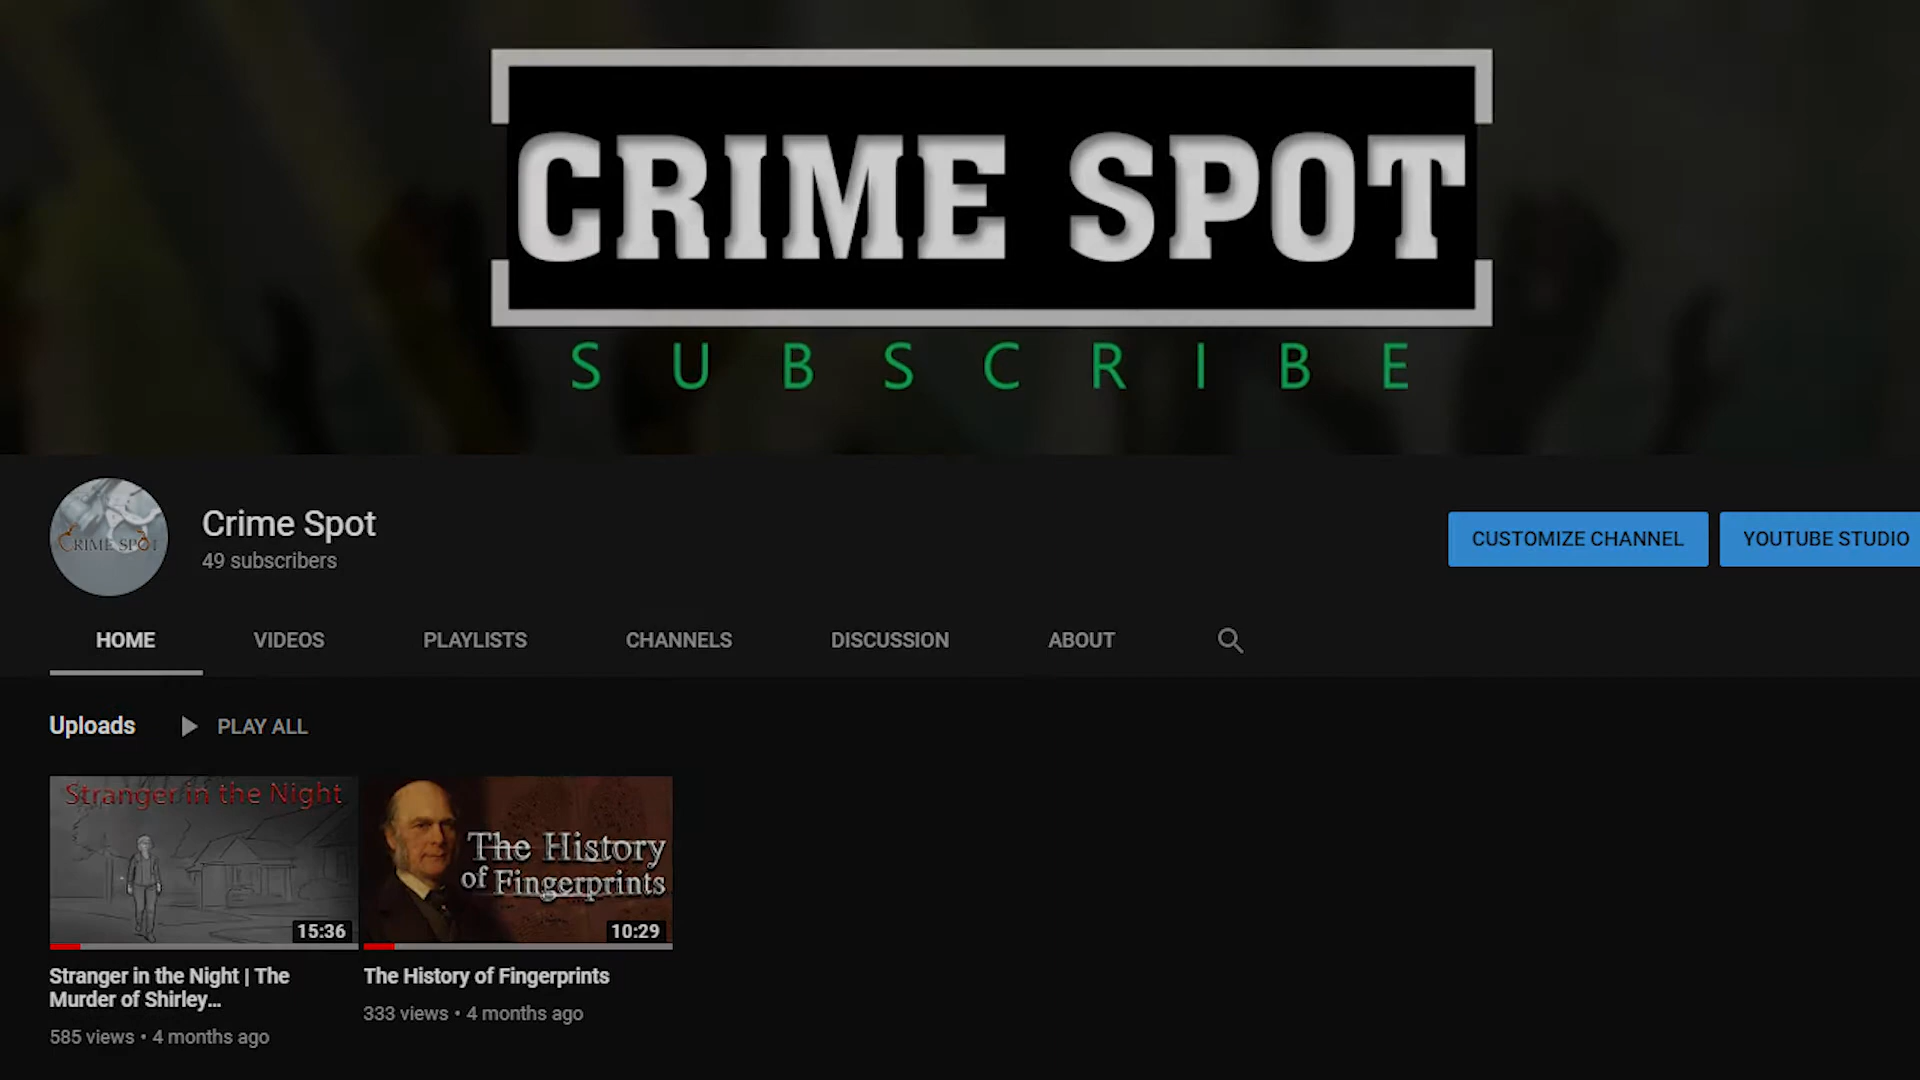 CRIME SPOT
SUBSCRIBE
CRIME SPOT
Crime Spot
49 subscribers
CUSTOMIZE CHANNEL
YOUTUBE STUDIO
HOME
VIDEOS
PLAYLISTS
CHANNELS
DISCUSSION
ABOUT
Uploads
PLAY ALL
Stranger in the Night
15:36
The History
of Fingerprints
10:29
Stranger in the Night | The
Murder of Shirley...
585 views • 4 months ago
The History of Fingerprints
333 views • 4 months ago